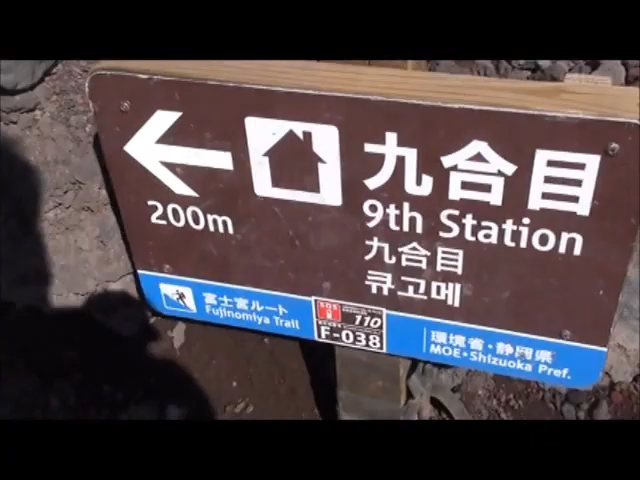 九合目
200m
9th Station
九合目
큐고메
富士宮ルート
Fujinomiya Trail
SOS
110
F-038
環境省・静岡県
MOE・Shizuoka Pref.